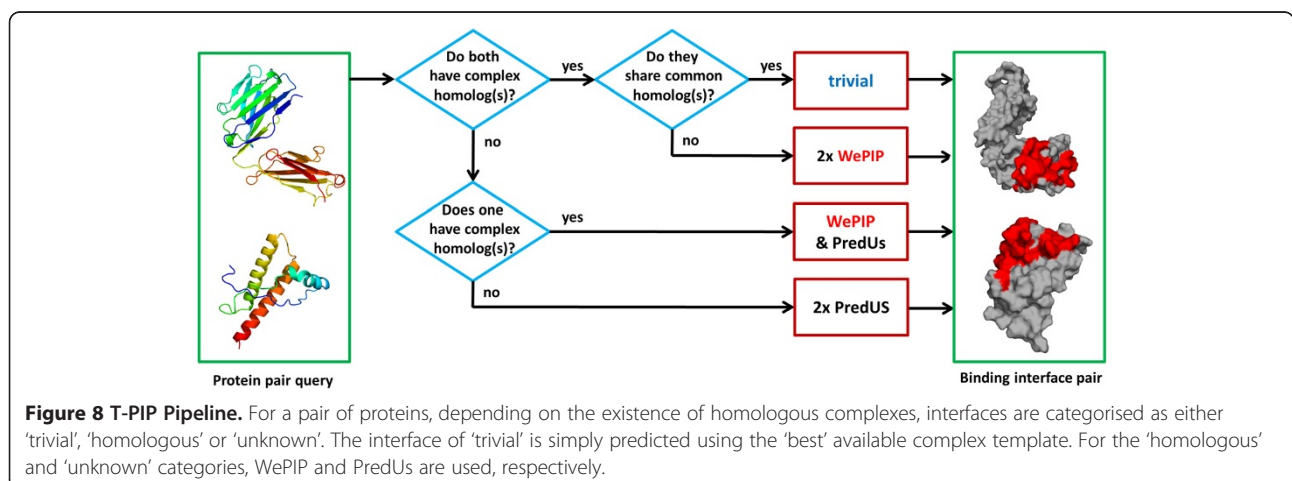 Do both
have complex
homolog(s)?
yes
Do they
share common
homolog(s)?
yes
trivial
no
no
2x WePIP
Does one
have complex
homolog(s)?
yes
WePIP
& PredUs
no
2x PredUS
Protein pair query
Binding interface pair
Figure 8 T-PIP Pipeline. For a pair of proteins, depending on the existence of homologous complexes, interfaces are categorised as either
‘trivial’, ‘homologous’ or ‘unknown’. The interface of ‘trivial’ is simply predicted using the ‘best’ available complex template. For the ‘homologous’
and ‘unknown’ categories, WePIP and PredUs are used, respectively.